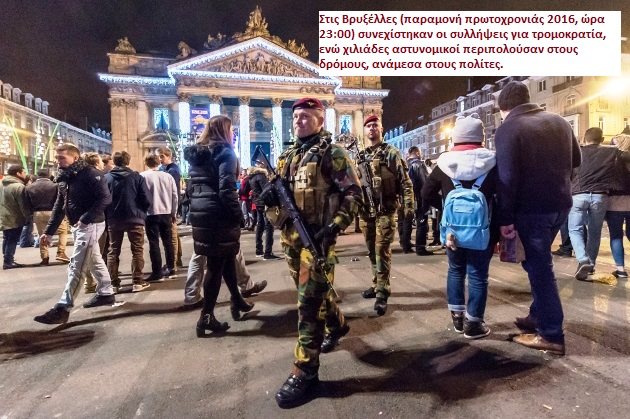 Στις Βρυξέλλες (παραμονή πρωτοχρονιάς 2016, ώρα
23:00) συνεχίστηκαν οι συλλήψεις για τρομοκρατία,
ενώ χιλιάδες αστυνομικοί περιπολούσαν στους
δρόμους, ανάμεσα στους πολίτες.